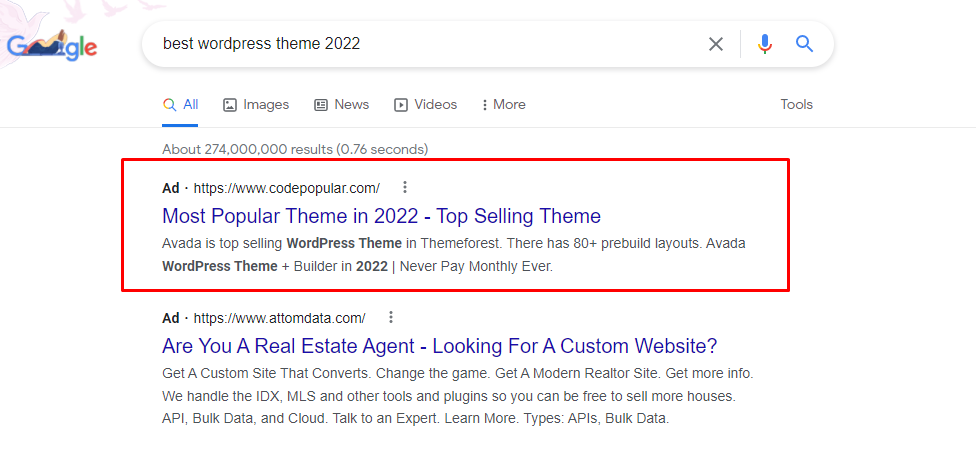 Google
best wordpress theme 2022
All Images News Videos More Tools
About 274,000,000 results (0.76 seconds)
Ad · https://www.codepopular.com/
Most Popular Theme in 2022 - Top Selling Theme
Avada is top selling WordPress Theme in Themeforest. There has 80+ prebuild layouts. Avada
WordPress Theme + Builder in 2022 | Never Pay Monthly Ever.
Ad · https://www.attomdata.com/
Are You A Real Estate Agent - Looking For A Custom Website?
Get A Custom Site That Converts. Change the game. Get A Modern Realtor Site. Get more info.
We handle the IDX, MLS and other tools and plugins so you can be free to sell more houses.
API, Bulk Data, and Cloud. Talk to an Expert. Learn More. Types: APIs, Bulk Data.